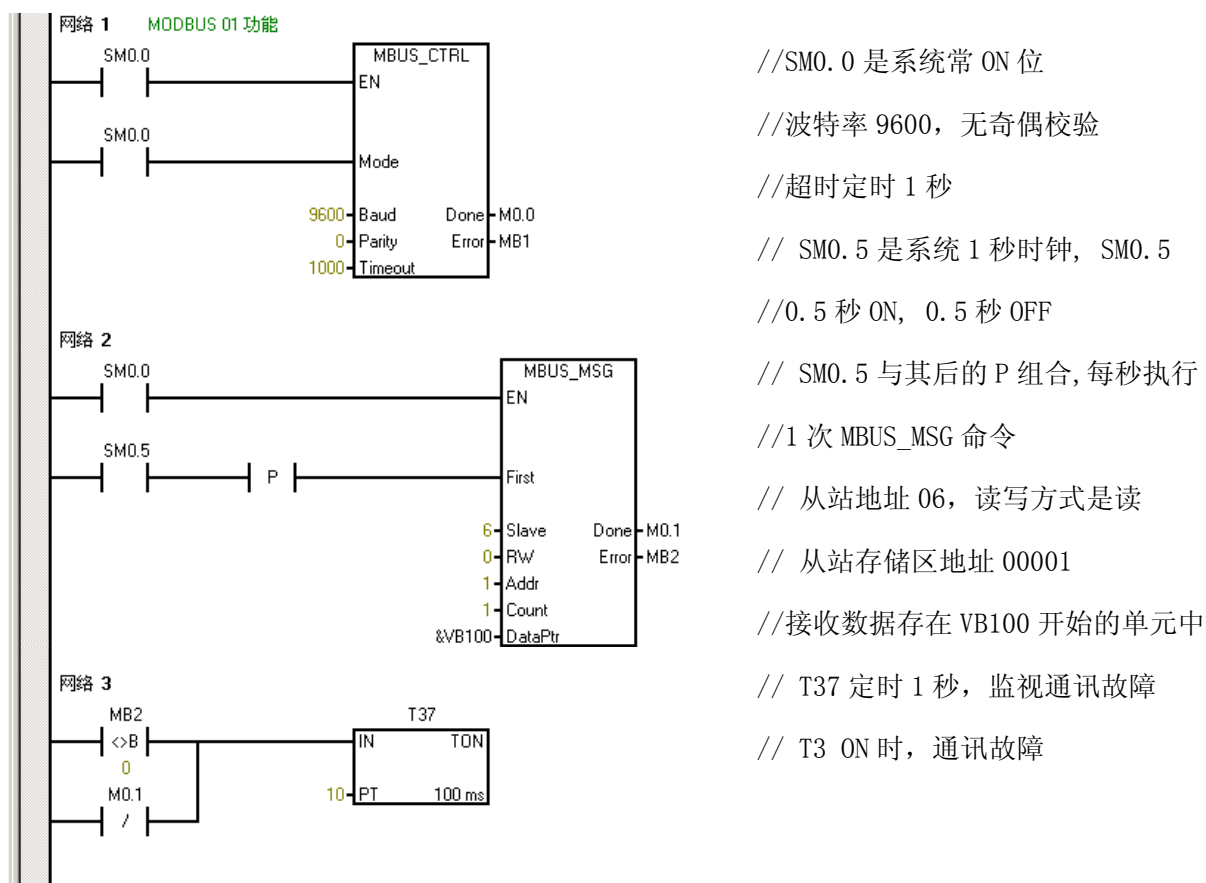 网络 1 MODBUS 01 功能
SM0.0
MBUS_CTRL
EN
SM0.0
Mode
9600 Baud Done M0.0
0 Parity Error MB1
1000 Timeout
网络 2
SM0.0
MBUS_MSG
EN
SM0.5
P
First
6 Slave Done M0.1
0 RW Error MB2
1 Addr
1 Count
&VB100 DataPtr
网络 3
MB2
T37
<>B
IN TON
0
M0.1
10 PT 100 ms
/
//SM0.0 是系统常 ON 位
//波特率 9600，无奇偶校验
//超时定时 1 秒
// SM0.5 是系统 1 秒时钟, SM0.5
//0.5 秒 ON, 0.5 秒 OFF
// SM0.5 与其后的 P 组合,每秒执行
//1 次 MBUS_MSG 命令
// 从站地址 06，读写方式是读
// 从站存储区地址 00001
//接收数据存在 VB100 开始的单元中
// T37 定时 1 秒，监视通讯故障
// T3 ON 时，通讯故障